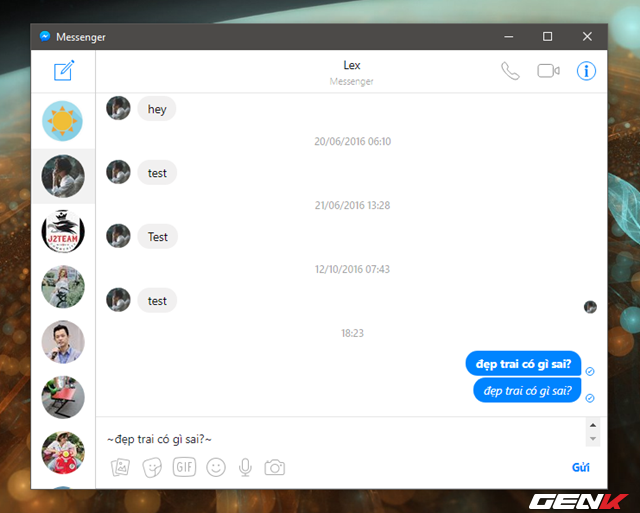 Messenger
Lex
Messenger
hey
20/06/2016 06:10
test
21/06/2016 13:28
Test
12/10/2016 07:43
test
18:23
đẹp trai có gì sai?
đẹp trai có gì sai?
~đẹp trai có gì sai?~
GIF
Gửi
J2TEAM
GENK